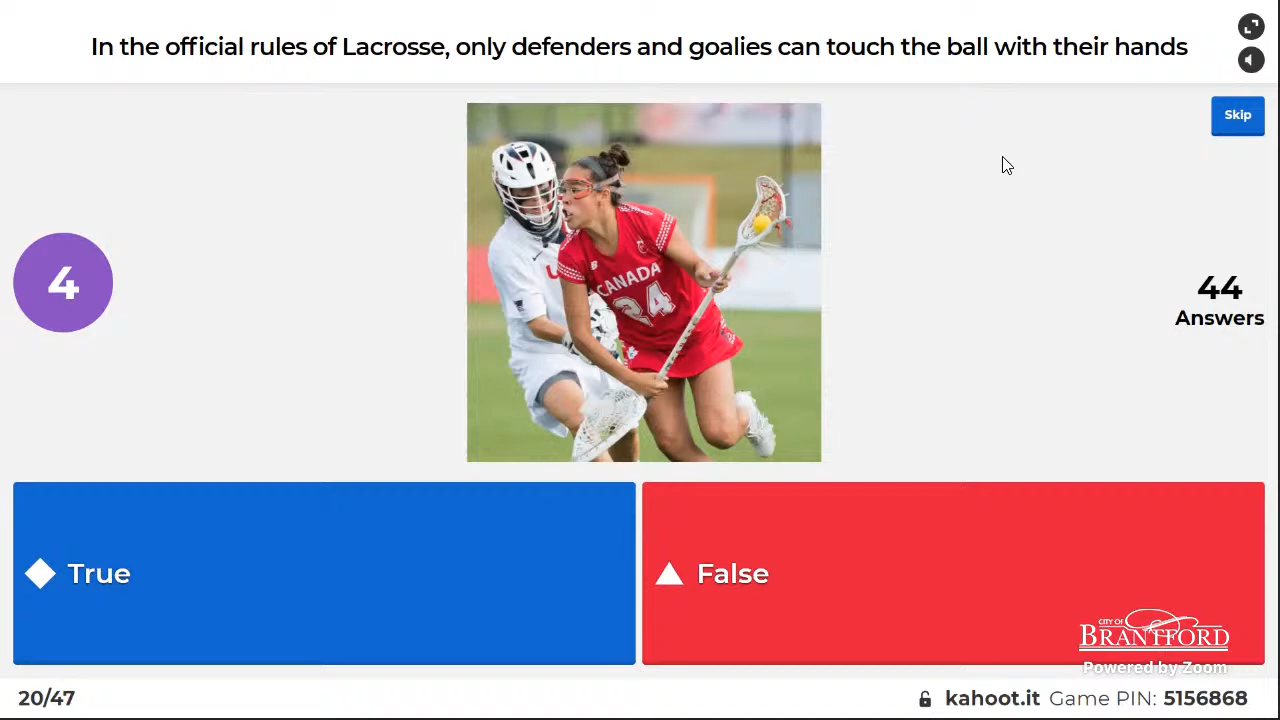 In the official rules of Lacrosse, only defenders and goalies can touch the ball with their hands
Skip
4
44
Answers
CANADA
24
True
False
CITY OF
BRANTFORD
Powered by Zoom
20/47
kahoot.it Game PIN: 5156868